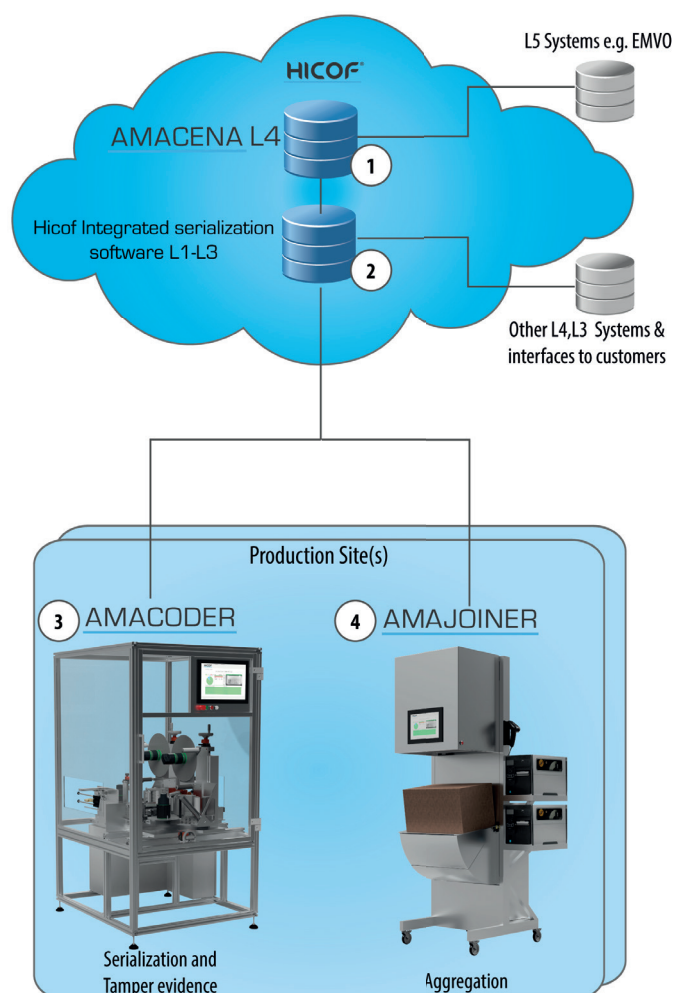 L5 Systems e.g. EMVO
HICOF®
AMACENA L4
1
Hicof Integrated serialization
software L1-L3
2
Other L4,L3 Systems &
interfaces to customers
Production Site(s)
3 AMACODER
4 AMAJOINER
Serialization and
Tamper evidence
Aggregation